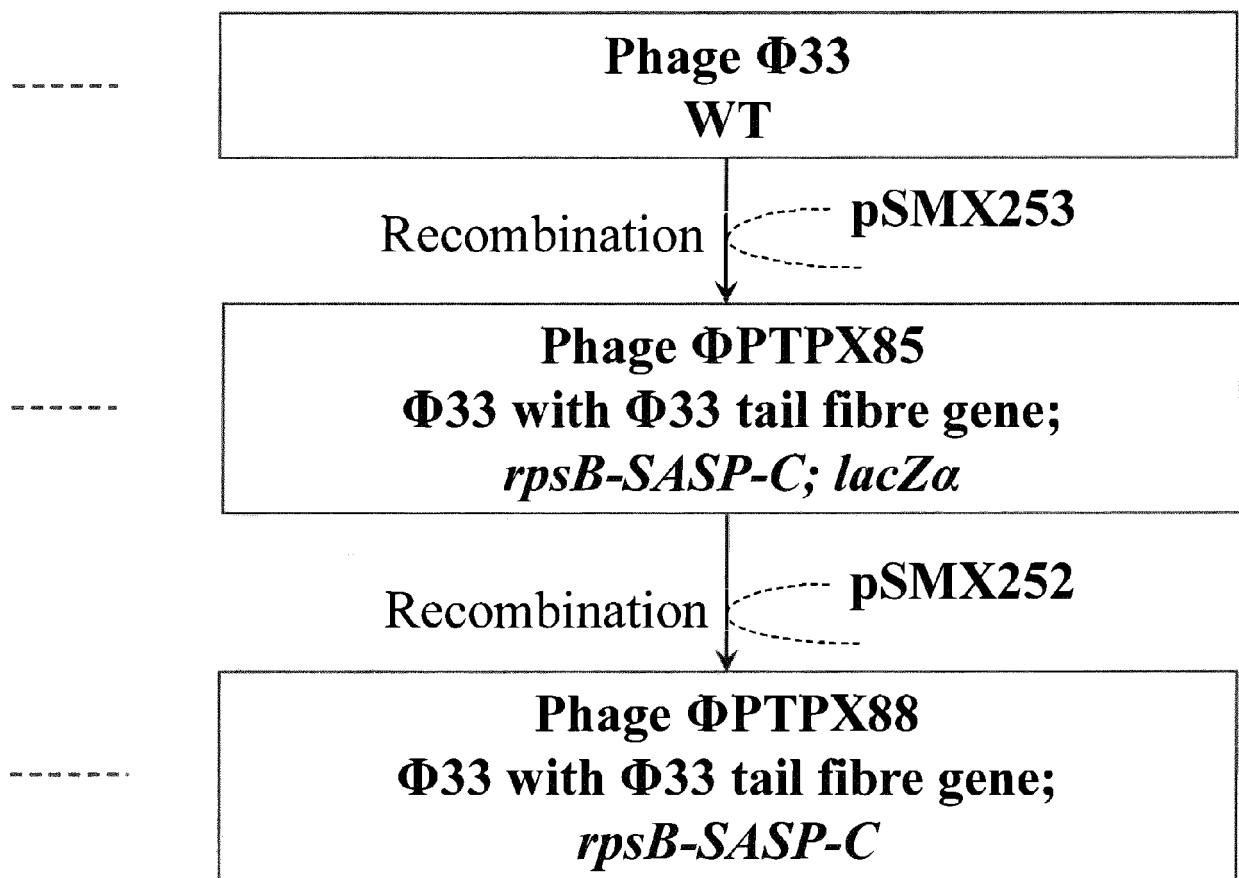 Phage Φ33
WT
Recombination
pSMX253
Phage ΦPTPX85
Φ33 with Φ33 tail fibre gene;
rpsB-SASP-C; lacZα
Recombination
pSMX252
Phage ΦPTPX88
Φ33 with Φ33 tail fibre gene;
rpsB-SASP-C